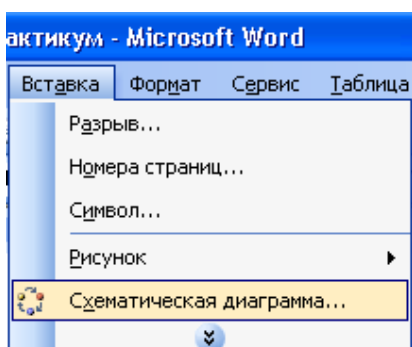 актикум - Microsoft Word
Вставка Формат Сервис Таблица
Разрыв...
Номера страниц...
Символ...
Рисунок
Схематическая диаграмма...